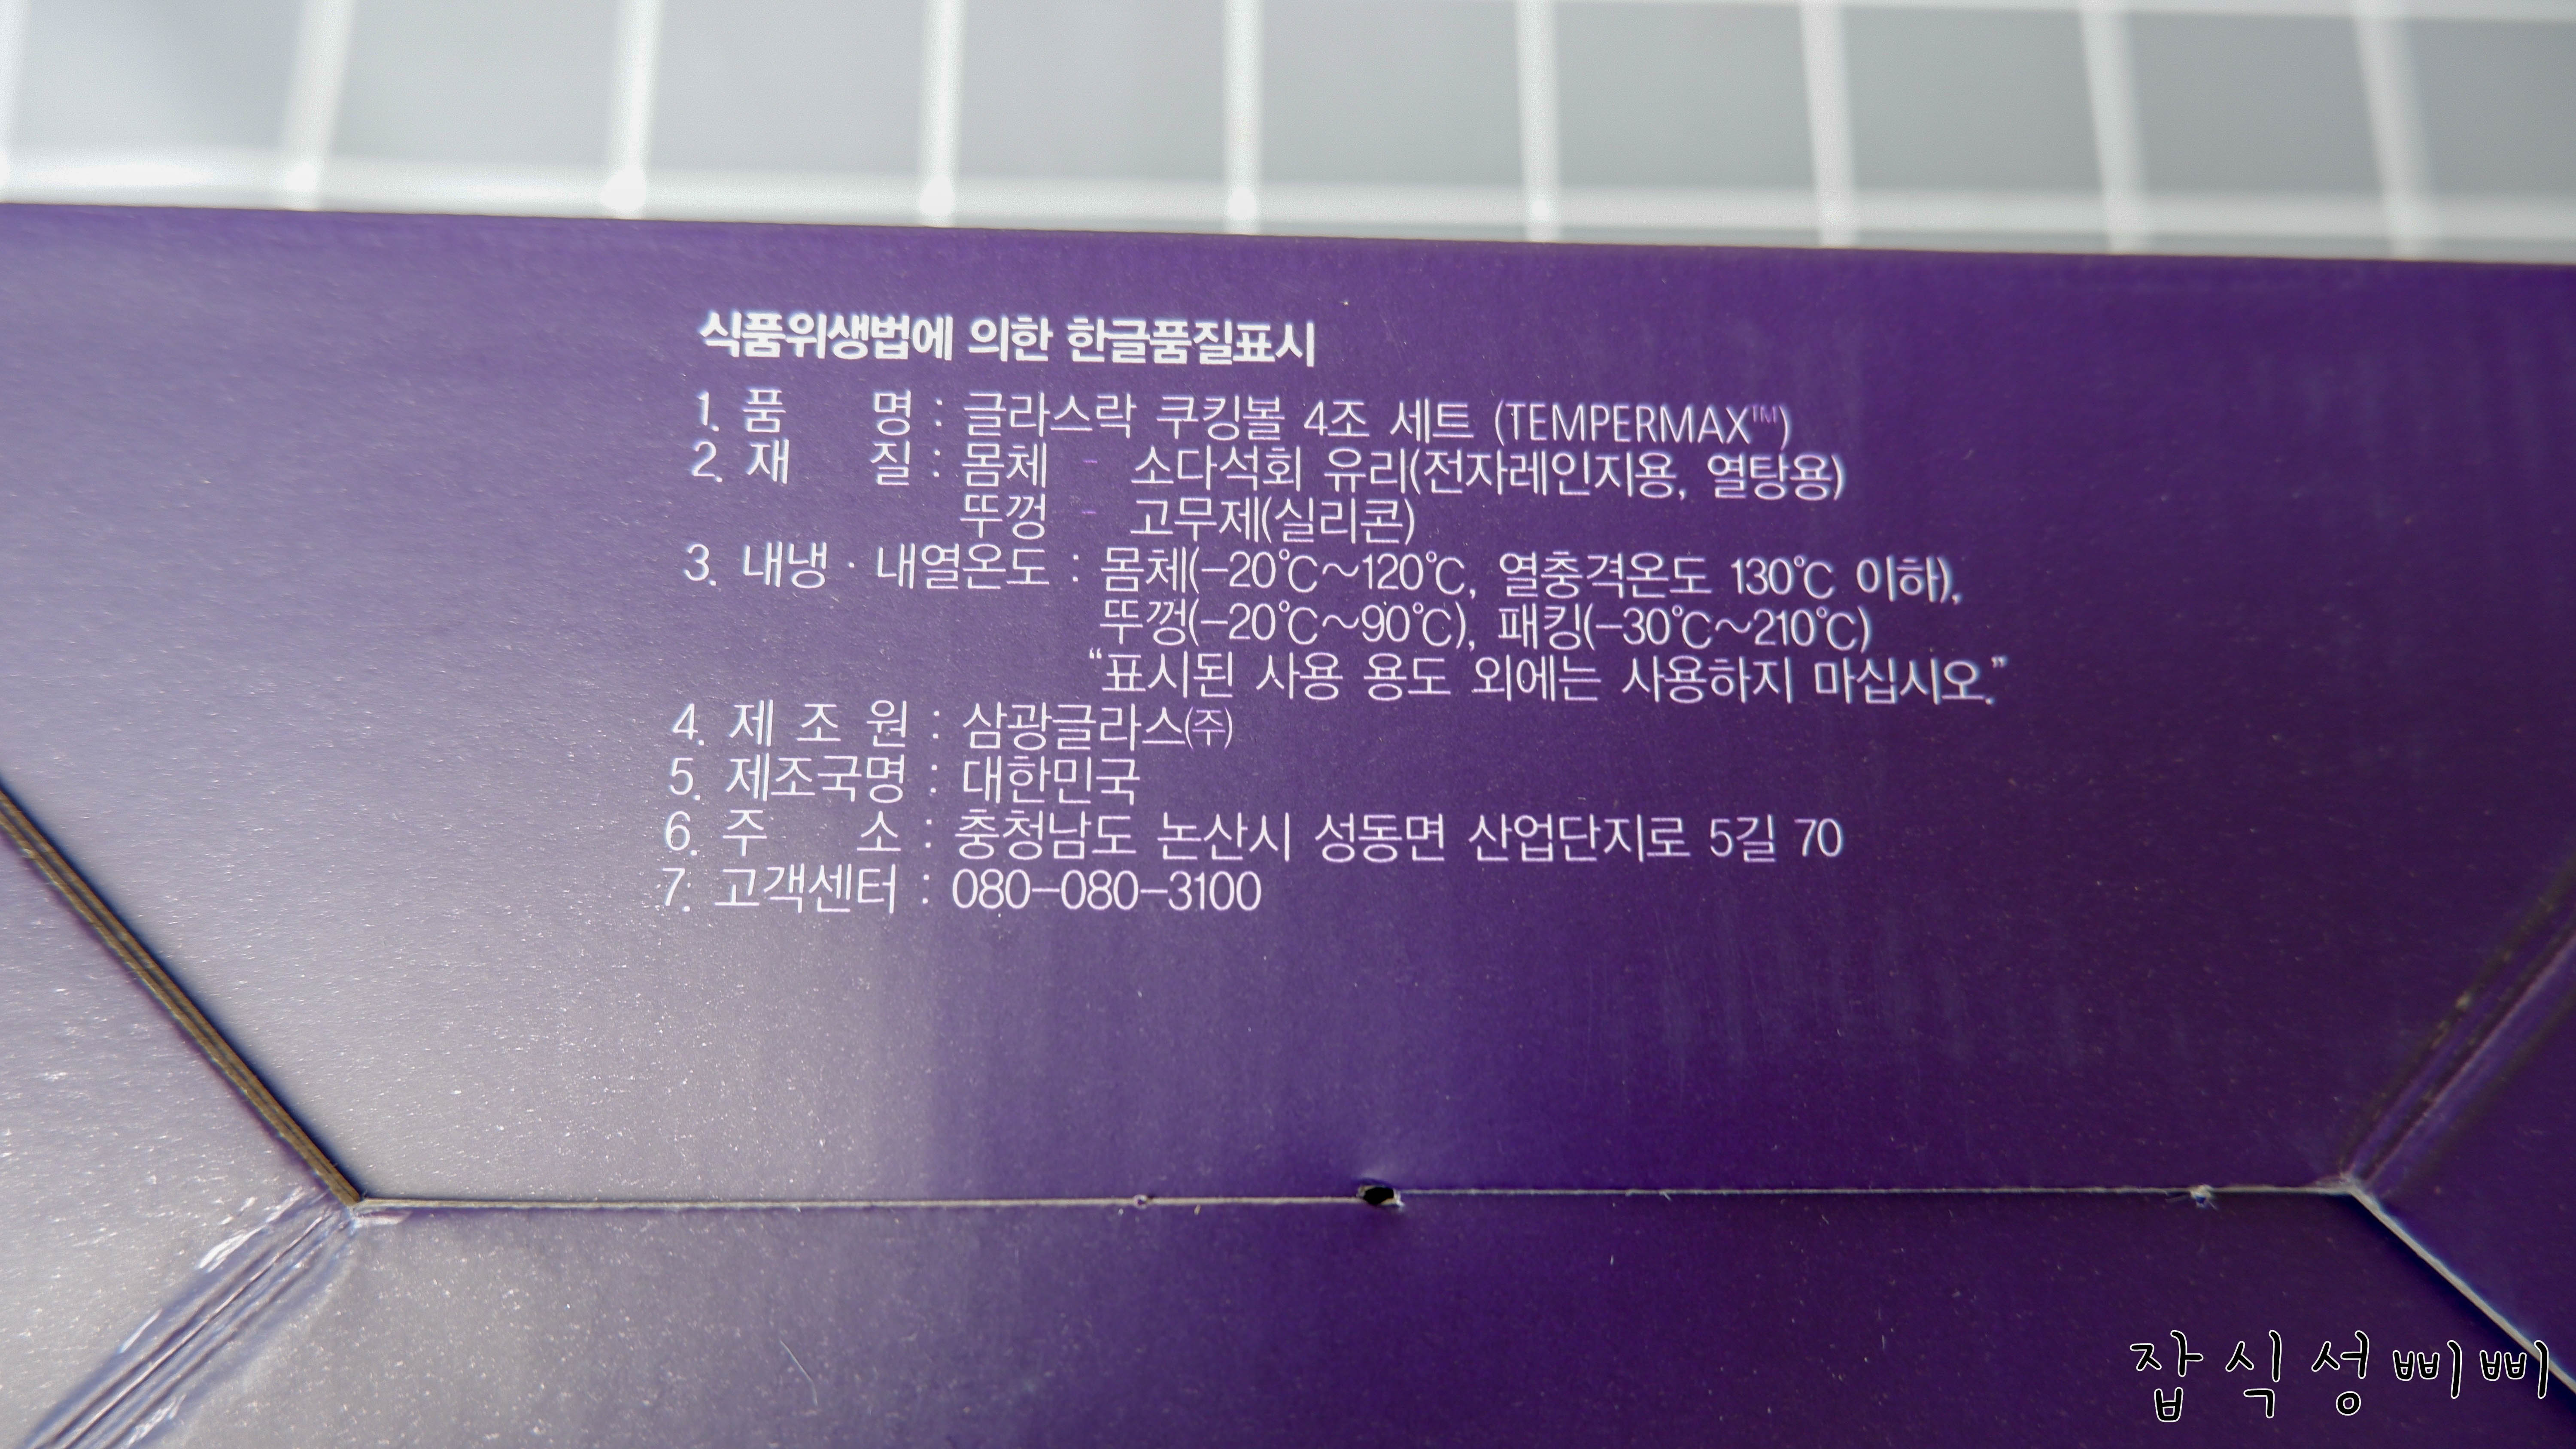 식품위생법에 의한 한글품질표시
1. 품 명 : 글라스락 쿠킹볼 4조 세트 (TEMPERMAX™)
2. 재 질 : 몸체 - 소다석회 유리(전자레인지용, 열탕용)
뚜껑 - 고무제(실리콘)
3. 내냉 · 내열온도 : 몸체(-20℃~120℃, 열충격온도 130℃ 이하),
뚜껑(-20℃~90℃), 패킹(-30℃~210℃)
“표시된 사용 용도 외에는 사용하지 마십시오.”
4. 제 조 원 : 삼광글라스㈜
5. 제조국명 : 대한민국
6. 주 소 : 충청남도 논산시 성동면 산업단지로 5길 70
7. 고객센터 : 080-080-3100
잡식성삐삐